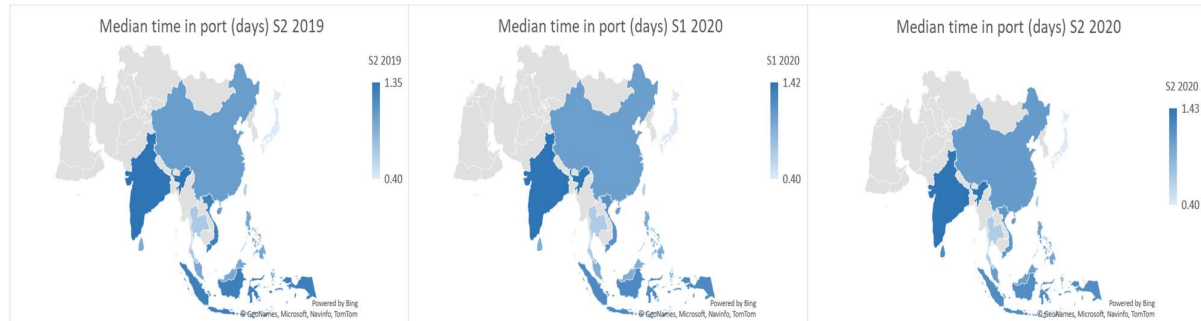 Median time in port (days) S2 2019
S2 2019
1.35
0.40
Powered by Bing
© GeoNames, Microsoft, Navinfo, TomTom
Median time in port (days) S1 2020
S1 2020
1.42
0.40
Powered by Bing
© GeoNames, Microsoft, Navinfo, TomTom
Median time in port (days) S2 2020
S2 2020
1.43
0.40
Powered by Bing
© GeoNames, Microsoft, Navinfo, TomTom